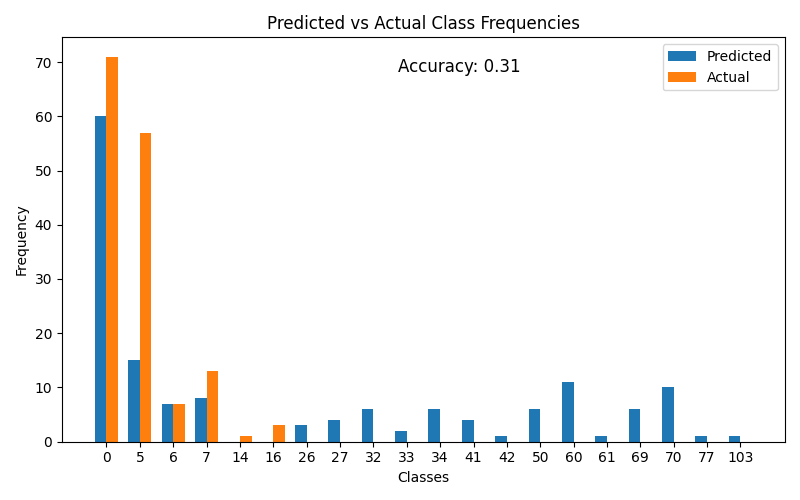 Predicted vs Actual Class Frequencies
Accuracy: 0.31
Predicted
Actual
Frequency
70
60
50
40
30
20
10
0
0 5 6 7 14 16 26 27 32 33 34 41 42 50 60 61 69 70 77 103
Classes